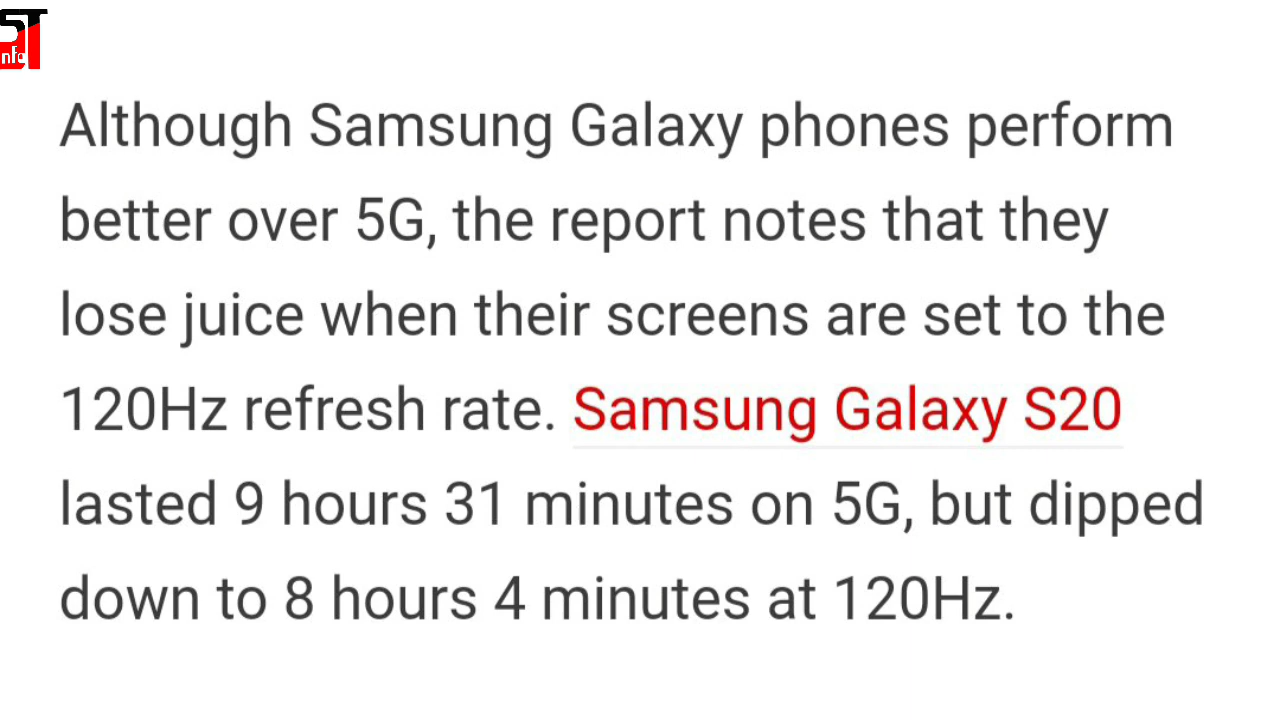 ST
nfo
Although Samsung Galaxy phones perform
better over 5G, the report notes that they
lose juice when their screens are set to the
120Hz refresh rate. Samsung Galaxy S20
lasted 9 hours 31 minutes on 5G, but dipped
down to 8 hours 4 minutes at 120Hz.